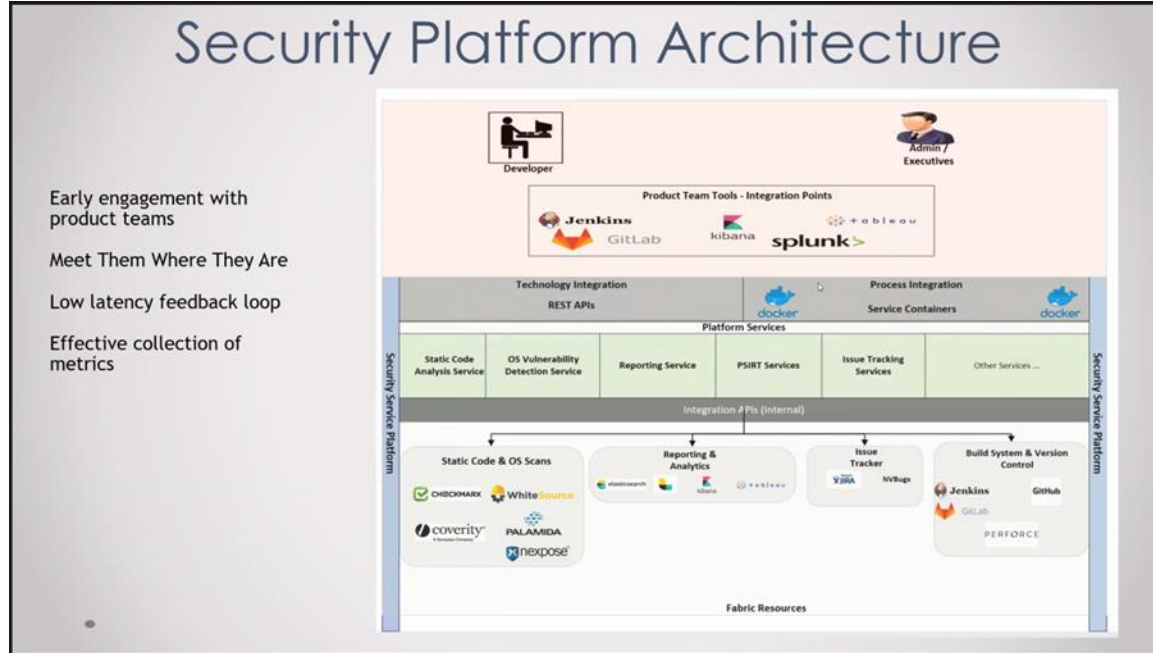 Security Platform Architecture
Early engagement with
product teams
Meet Them Where They Are
Low latency feedback loop
Effective collection of
metrics
Developer
Admin /
Executives
Product Team Tools - Integration Points
Jenkins
GitLab
kibana
splunk>
+ableau
Technology Integration
REST APIs
docker
Process Integration
Service Containers
docker
Platform Services
Security Service Platform
Static Code
Analysis Service
OS Vulnerability
Detection Service
Reporting Service
PSIRT Services
Issue Tracking
Services
Other Services ...
Security Service Platform
Integration APIs (Internal)
Static Code & OS Scans
CHECKMARX
WhiteSource
coverity
PALAMIDA
nexpose
Reporting &
Analytics
elasticsearch
kibana
+ableau
Issue
Tracker
JIRA
NVBugs
Build System & Version
Control
Jenkins
GitHub
GitLab
PERFORCE
Fabric Resources